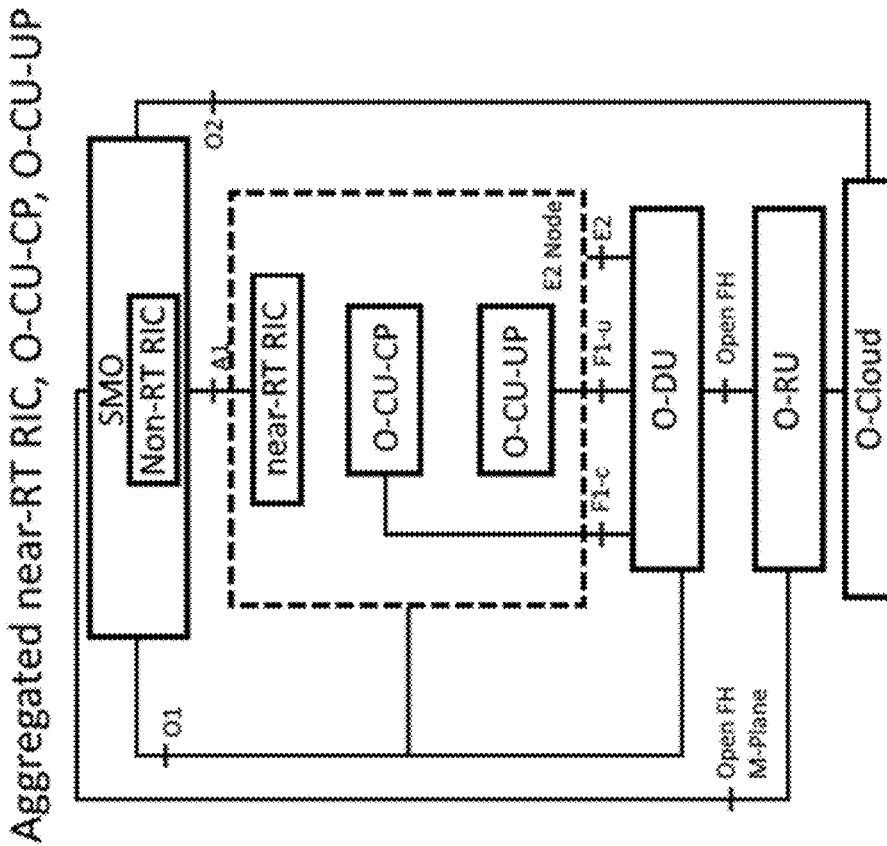 Aggregated near-RT RIC, O-CU-CP, O-CU-UP
SMO
Non-RT RIC
O2
A1
O1
near-RT RIC
O-CU-CP
O-CU-UP
E2 Node
F1-c
F1-u
E2
O-DU
Open FH
Open FH
M-Plane
O-RU
O-Cloud